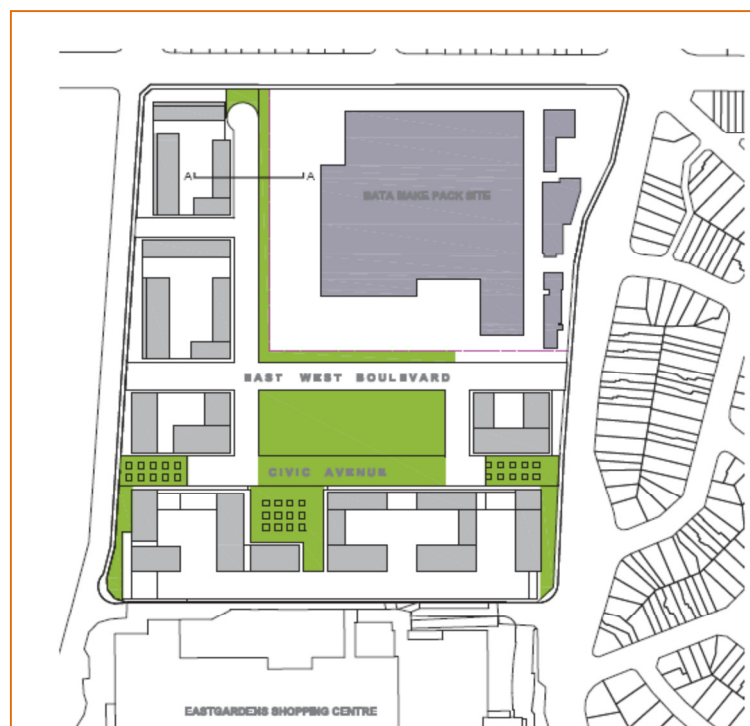 A A
BATA MAKE PACK SITE
EAST WEST BOULEVARD
CIVIC AVENUE
EASTGARDENS SHOPPING CENTRE